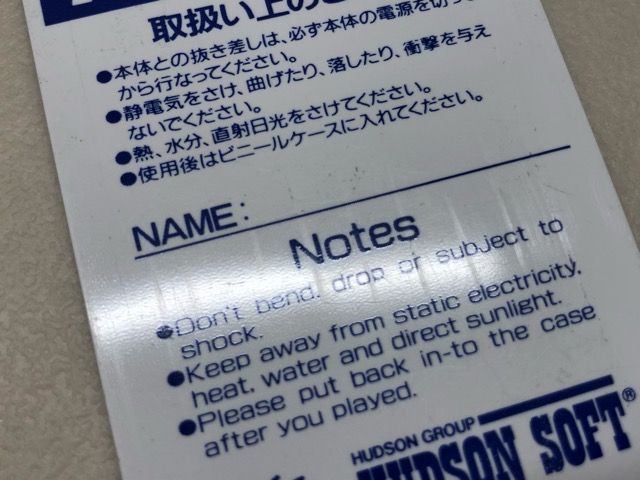 取扱い上の
●本体との抜き差しは、必ず本体の電源を切っ
から行なってください。
●静電気をさけ、曲げたり、落したり、衝撃を与え
ないでください。
●熱、水分、直射日光をさけてください。
●使用後はビニールケースに入れてください。
NAME:
Notes
●Don't bend, drop or subject to
shock.
●Keep away from static electricity,
heat, water and direct sunlight.
●Please put back in-to the case
after you played.
HUDSON GROUP
HUDSON SOFT®